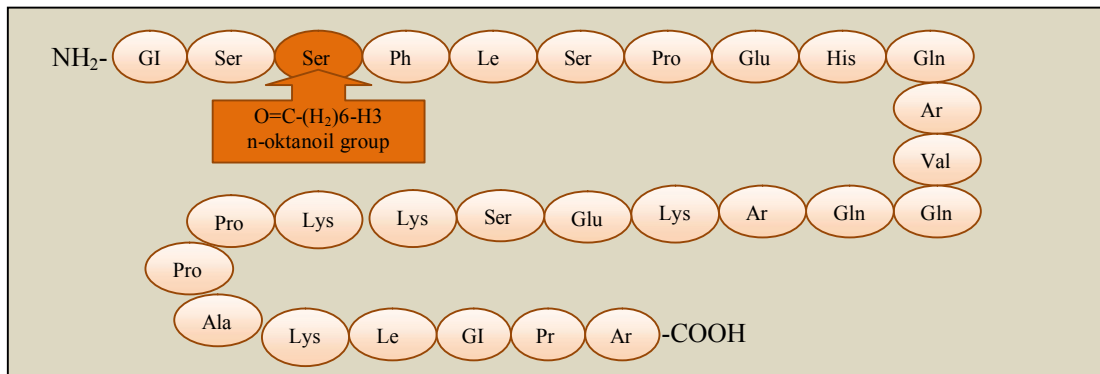 NH2- GI Ser Ser Ph Le Ser Pro Glu His Gln
O=C-(H2)6-H3
n-oktanoil group
Ar
Val
Pro Lys Lys Ser Glu Lys Ar Gln Gln
Pro
Ala
Lys Le GI Pr Ar -COOH